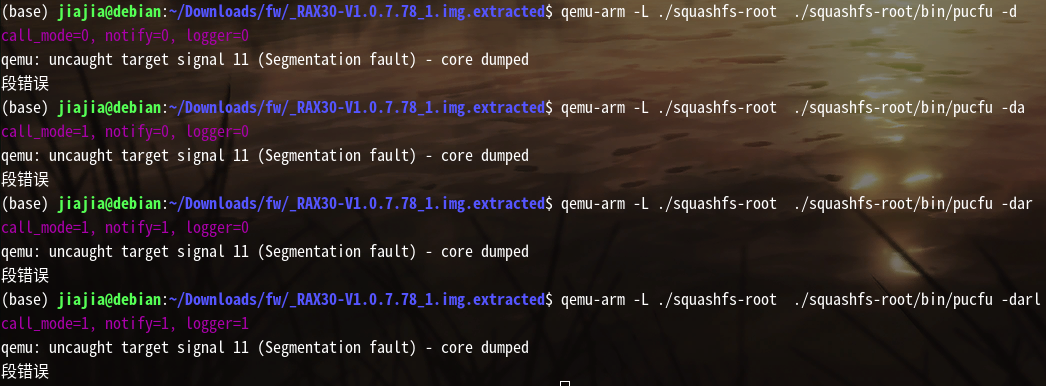 (base) jiajia@debian:~/Downloads/fw/_RAX30-V1.0.7.78_1.img.extracted$ qemu-arm -L ./squashfs-root  ./squashfs-root/bin/pucfu -d
call_mode=0, notify=0, logger=0
qemu: uncaught target signal 11 (Segmentation fault) - core dumped
段错误
(base) jiajia@debian:~/Downloads/fw/_RAX30-V1.0.7.78_1.img.extracted$ qemu-arm -L ./squashfs-root  ./squashfs-root/bin/pucfu -da
call_mode=1, notify=0, logger=0
qemu: uncaught target signal 11 (Segmentation fault) - core dumped
段错误
(base) jiajia@debian:~/Downloads/fw/_RAX30-V1.0.7.78_1.img.extracted$ qemu-arm -L ./squashfs-root  ./squashfs-root/bin/pucfu -dar
call_mode=1, notify=1, logger=0
qemu: uncaught target signal 11 (Segmentation fault) - core dumped
段错误
(base) jiajia@debian:~/Downloads/fw/_RAX30-V1.0.7.78_1.img.extracted$ qemu-arm -L ./squashfs-root  ./squashfs-root/bin/pucfu -darl
call_mode=1, notify=1, logger=1
qemu: uncaught target signal 11 (Segmentation fault) - core dumped
段错误